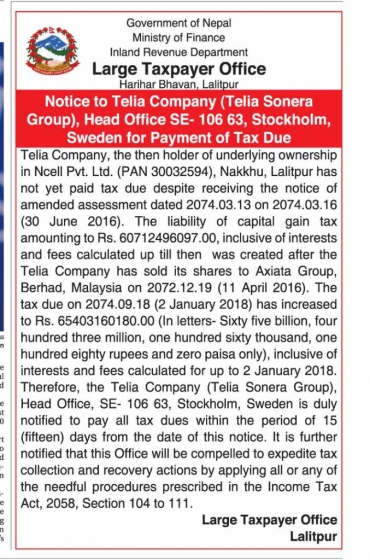 Government of Nepal
Ministry of Finance
Inland Revenue Department
Large Taxpayer Office
Harihar Bhavan, Lalitpur
Notice to Telia Company (Telia Sonera
Group), Head Office SE- 106 63, Stockholm,
Sweden for Payment of Tax Due
Telia Company, the then holder of underlying ownership
in Ncell Pvt. Ltd. (PAN 30032594), Nakkhu, Lalitpur has
not yet paid tax due despite receiving the notice of
amended assessment dated 2074.03.13 on 2074.03.16
(30 June 2016). The liability of capital gain tax
amounting to Rs. 60712496097.00, inclusive of interests
and fees calculated up till then was created after the
Telia Company has sold its shares to Axiata Group,
Berhad, Malaysia on 2072.12.19 (11 April 2016). The
tax due on 2074.09.18 (2 January 2018) has increased
to Rs. 65403160180.00 (In letters- Sixty five billion, four
hundred three million, one hundred sixty thousand, one
hundred eighty rupees and zero paisa only), inclusive of
interests and fees calculated for up to 2 January 2018.
Therefore, the Telia Company (Telia Sonera Group),
Head Office, SE- 106 63, Stockholm, Sweden is duly
notified to pay all tax dues within the period of 15
(fifteen) days from the date of this notice. It is further
notified that this Office will be compelled to expedite tax
collection and recovery actions by applying all or any of
the needful procedures prescribed in the Income Tax
Act, 2058, Section 104 to 111.
Large Taxpayer Office
Lalitpur